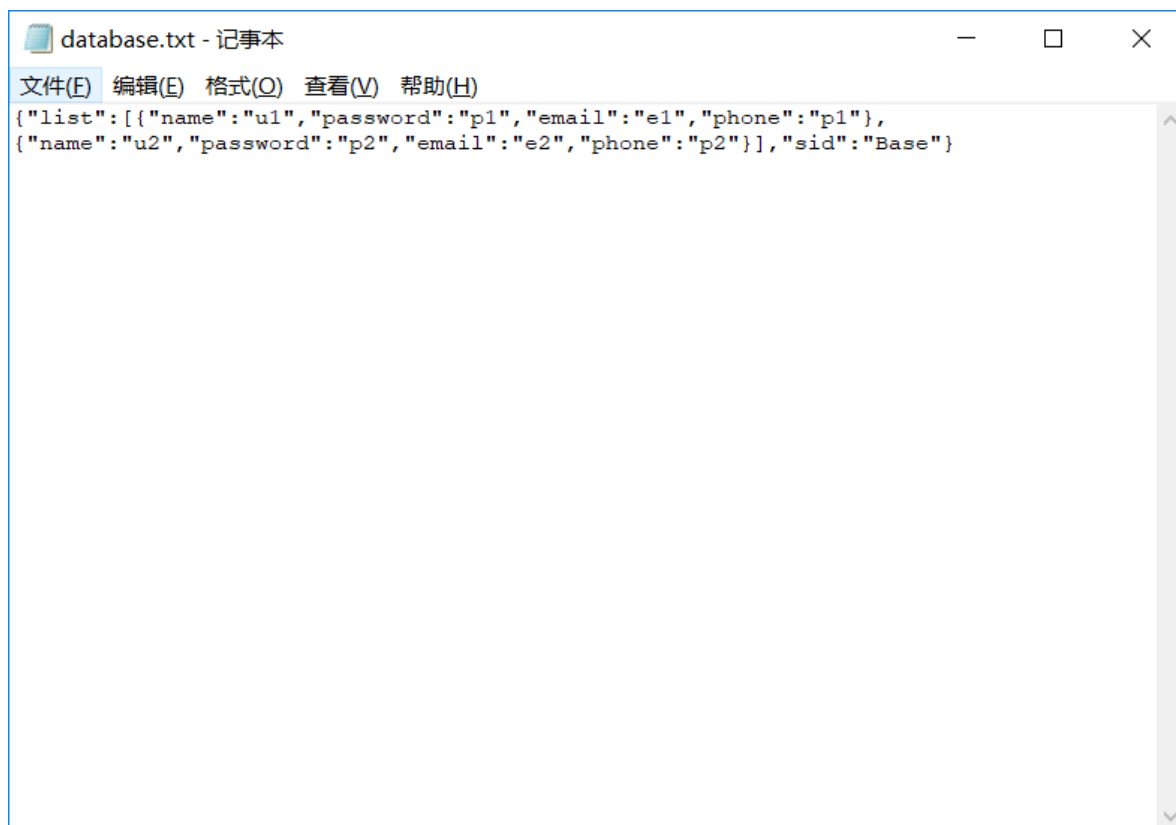 database.txt - 记事本
文件(F) 编辑(E) 格式(O) 查看(V) 帮助(H)
{"list":[{"name":"u1","password":"p1","email":"e1","phone":"p1"},
{"name":"u2","password":"p2","email":"e2","phone":"p2"}],"sid":"Base"}